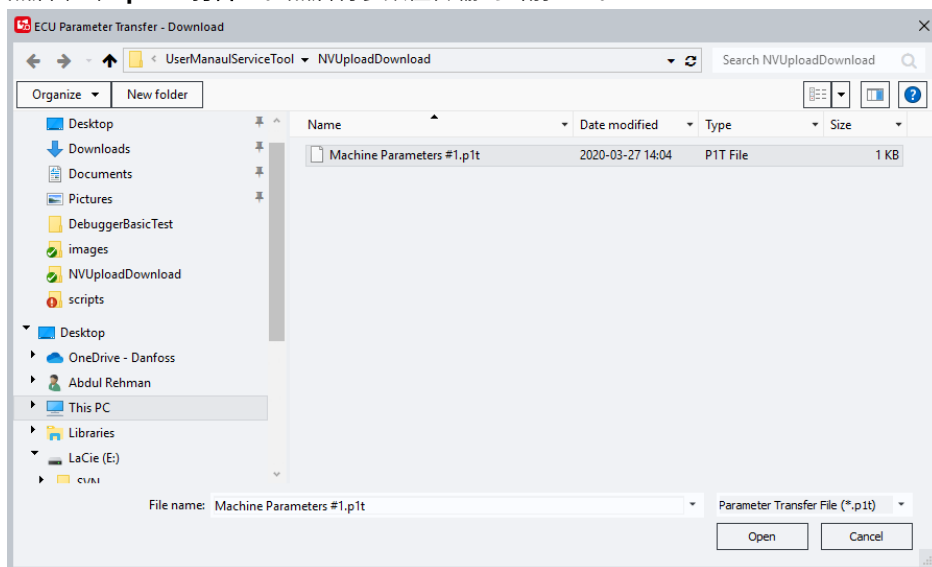 ECU Parameter Transfer - Download
UserManaulServiceTool NVUploadDownload
Search NVUploadDownload
Organize New folder
Name Date modified Type Size
Desktop
Machine Parameters #1.p1t 2020-03-27 14:04 P1T File 1 KB
Downloads
Documents
Pictures
DebuggerBasicTest
images
NVUploadDownload
scripts
Desktop
OneDrive - Danfoss
Abdul Rehman
This PC
Libraries
LaCie (E:)
File name: Machine Parameters #1.p1t Parameter Transfer File (*.p1t)
Open Cancel